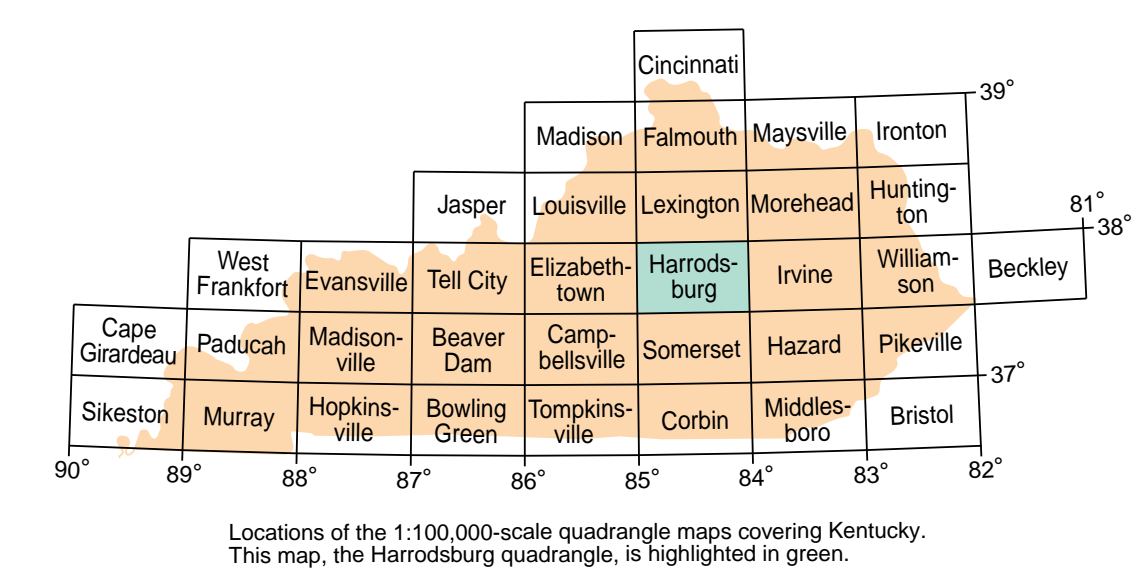 Cincinnati
39°
Madison
Falmouth
Maysville
Ironton
Jasper
Louisville
Lexington
Morehead
Hunting-
ton
81°
38°
West
Frankfort
Evansville
Tell City
Elizabeth-
town
Harrods-
burg
Irvine
William-
son
Beckley
Cape
Girardeau
Paducah
Madison-
ville
Beaver
Dam
Camp-
bellsville
Somerset
Hazard
Pikeville
37°
Sikeston
Murray
Hopkins-
ville
Bowling
Green
Tompkins-
ville
Corbin
Middles-
boro
Bristol
90°
89°
88°
87°
86°
85°
84°
83°
82°
Locations of the 1:100,000-scale quadrangle maps covering Kentucky.
This map, the Harrodsburg quadrangle, is highlighted in green.